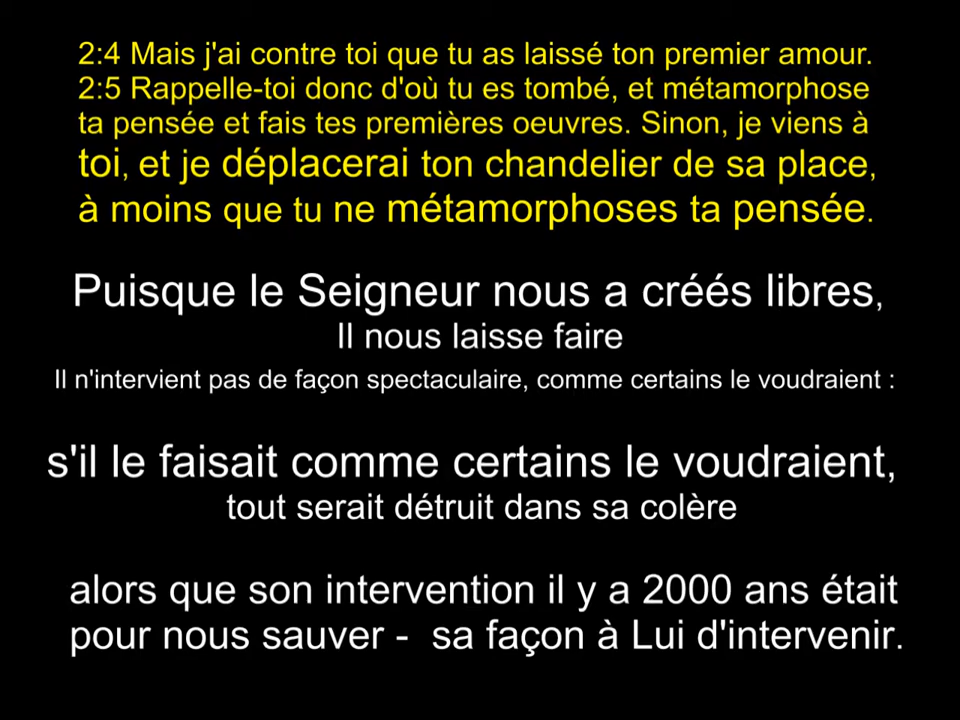 2:4 Mais j'ai contre toi que tu as laissé ton premier amour.
2:5 Rappelle-toi donc d'où tu es tombé, et métamorphose
ta pensée et fais tes premières oeuvres. Sinon, je viens à
toi, et je déplacerai ton chandelier de sa place,
à moins que tu ne métamorphoses ta pensée.
Puisque le Seigneur nous a créés libres,
Il nous laisse faire
Il n'intervient pas de façon spectaculaire, comme certains le voudraient :
s'il le faisait comme certains le voudraient,
tout serait détruit dans sa colère
alors que son intervention il y a 2000 ans était
pour nous sauver - sa façon à Lui d'intervenir.